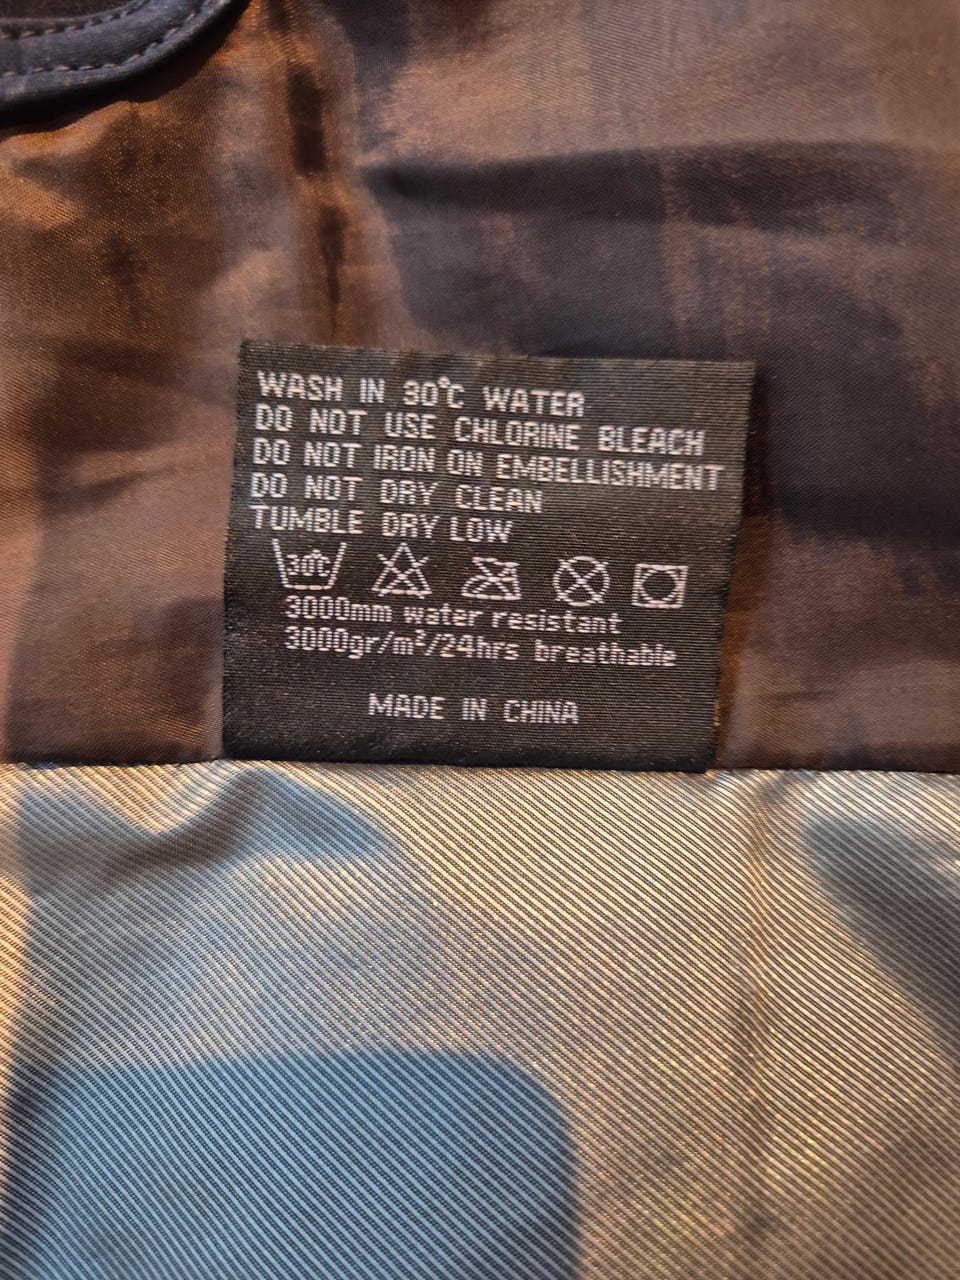 WASH IN 30°C WATER
DO NOT USE CHLORINE BLEACH
DO NOT IRON ON EMBELLISHMENT
DO NOT DRY CLEAN
TUMBLE DRY LOW
30°C
3000mm water resistant
3000gr/m²/24hrs breathable
MADE IN CHINA